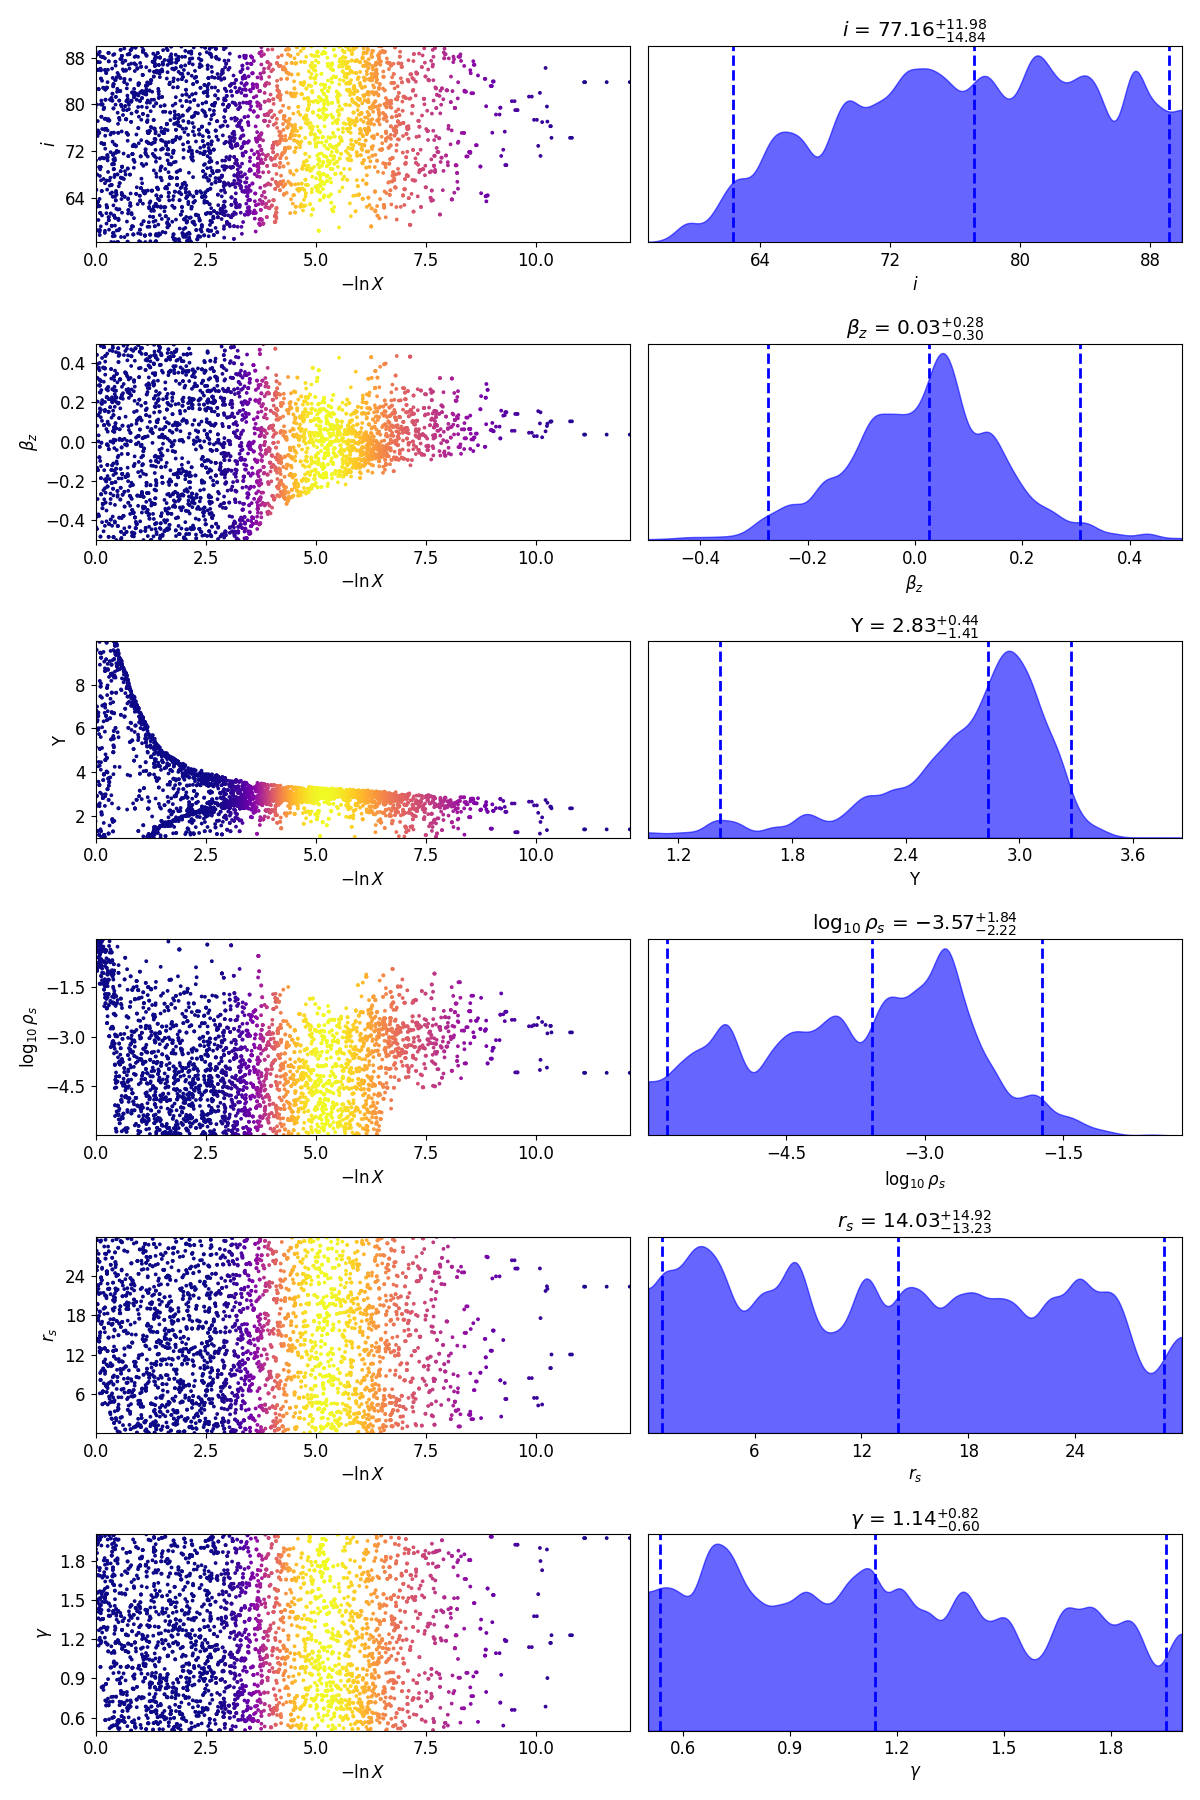 i = 77.16+11.98−14.84
88
80
72
64
i
0.0 2.5 5.0 7.5 10.0
−ln X
64 72 80 88
i
βz = 0.03+0.28−0.30
0.4
0.2
0.0
−0.2
−0.4
βz
0.0 2.5 5.0 7.5 10.0
−ln X
−0.4 −0.2 0.0 0.2 0.4
βz
Y = 2.83+0.44−1.41
8
6
4
2
Y
0.0 2.5 5.0 7.5 10.0
−ln X
1.2 1.8 2.4 3.0 3.6
Y
log10 ρs = −3.57+1.84−2.22
−1.5
−3.0
−4.5
log10 ρs
0.0 2.5 5.0 7.5 10.0
−ln X
−4.5 −3.0 −1.5
log10 ρs
rs = 14.03+14.92−13.23
24
18
12
6
rs
0.0 2.5 5.0 7.5 10.0
−ln X
6 12 18 24
rs
γ = 1.14+0.82−0.60
1.8
1.5
1.2
0.9
0.6
γ
0.0 2.5 5.0 7.5 10.0
−ln X
0.6 0.9 1.2 1.5 1.8
γ